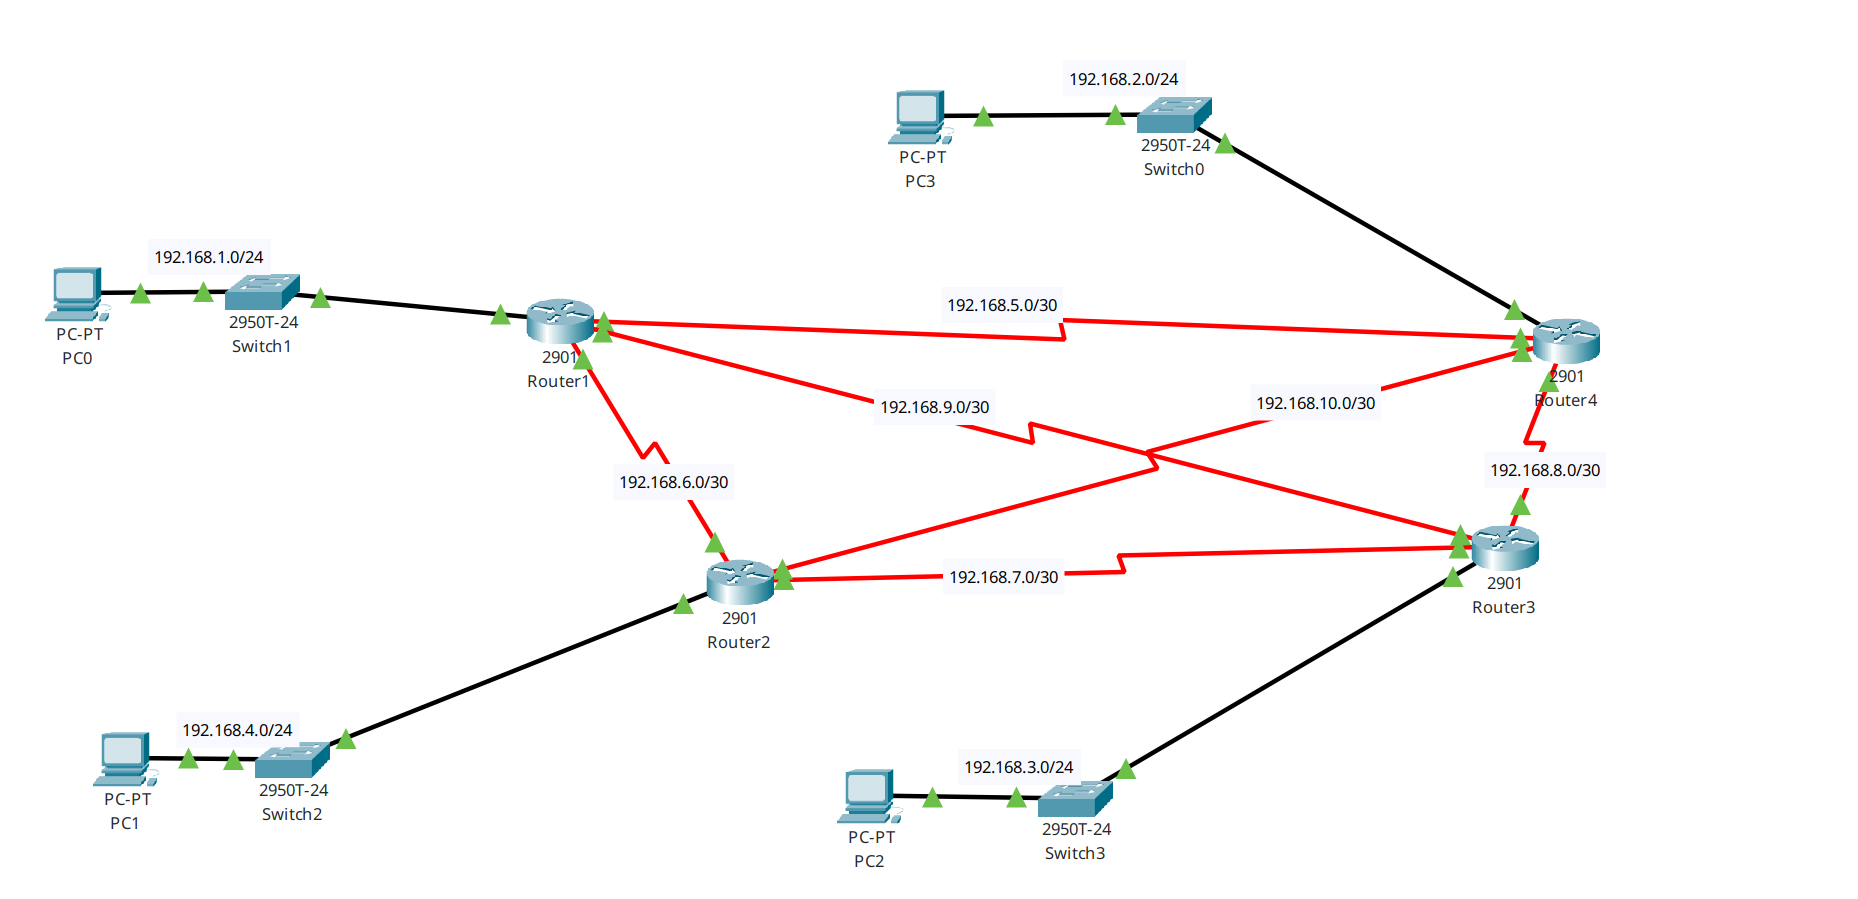 192.168.2.0/24
PC-PT
PC3
2950T-24
Switch0
192.168.1.0/24
PC-PT
PC0
2950T-24
Switch1
192.168.5.0/30
2901
Router1
2901
Router4
192.168.9.0/30
192.168.10.0/30
192.168.6.0/30
192.168.8.0/30
192.168.7.0/30
2901
Router2
2901
Router3
192.168.4.0/24
PC-PT
PC1
2950T-24
Switch2
192.168.3.0/24
PC-PT
PC2
2950T-24
Switch3